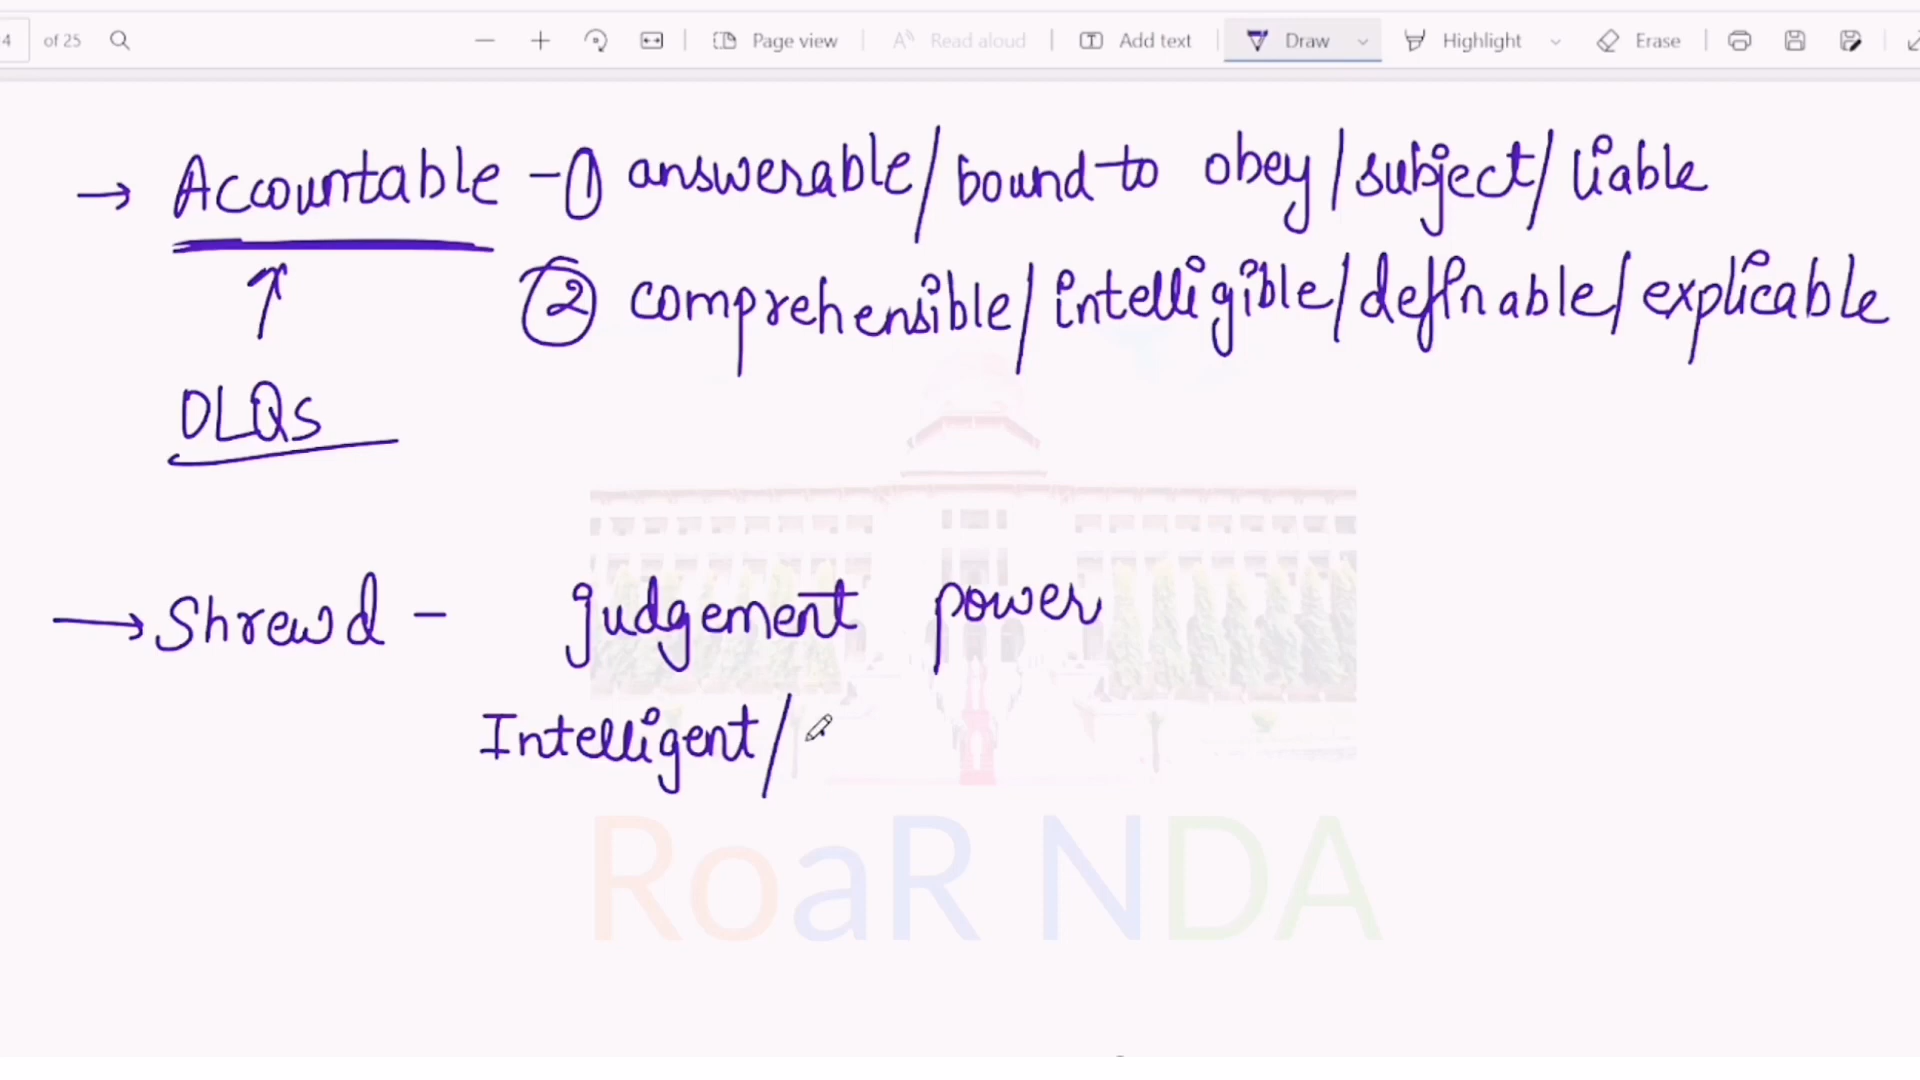 4 of 25 Page view Read aloud Add text Draw Highlight Erase
→ Accountable - ① answerable/bound to obey/subject/liable
↑ ② comprehensible/intelligible/definable/explicable
OLQs
→ Shrewd - judgement power
Intelligent/
RoaR NDA